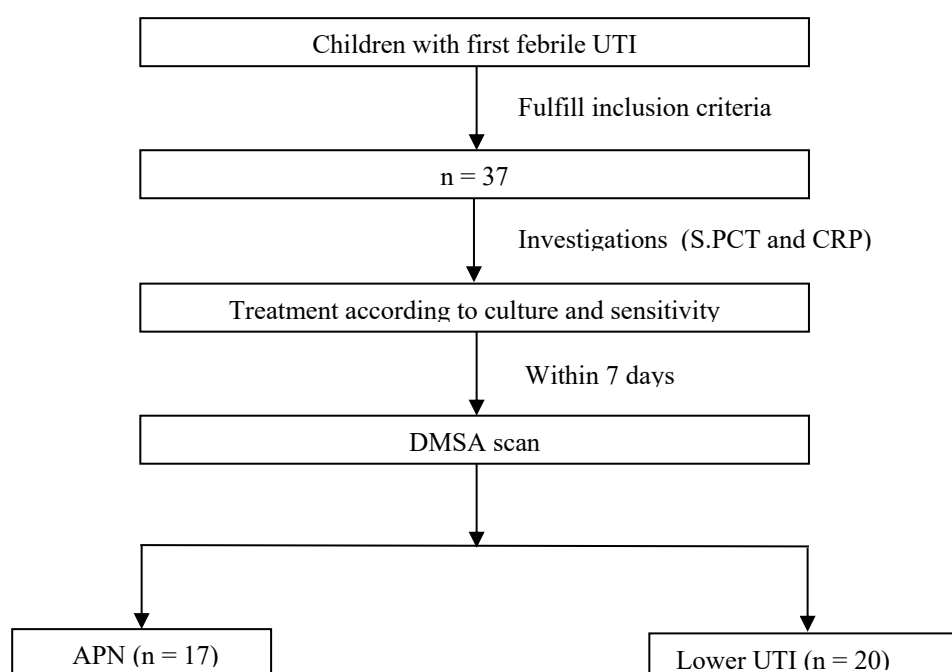 Children with first febrile UTI
Fulfill inclusion criteria
n = 37
Investigations (S.PCT and CRP)
Treatment according to culture and sensitivity
Within 7 days
DMSA scan
APN (n = 17)
Lower UTI (n = 20)